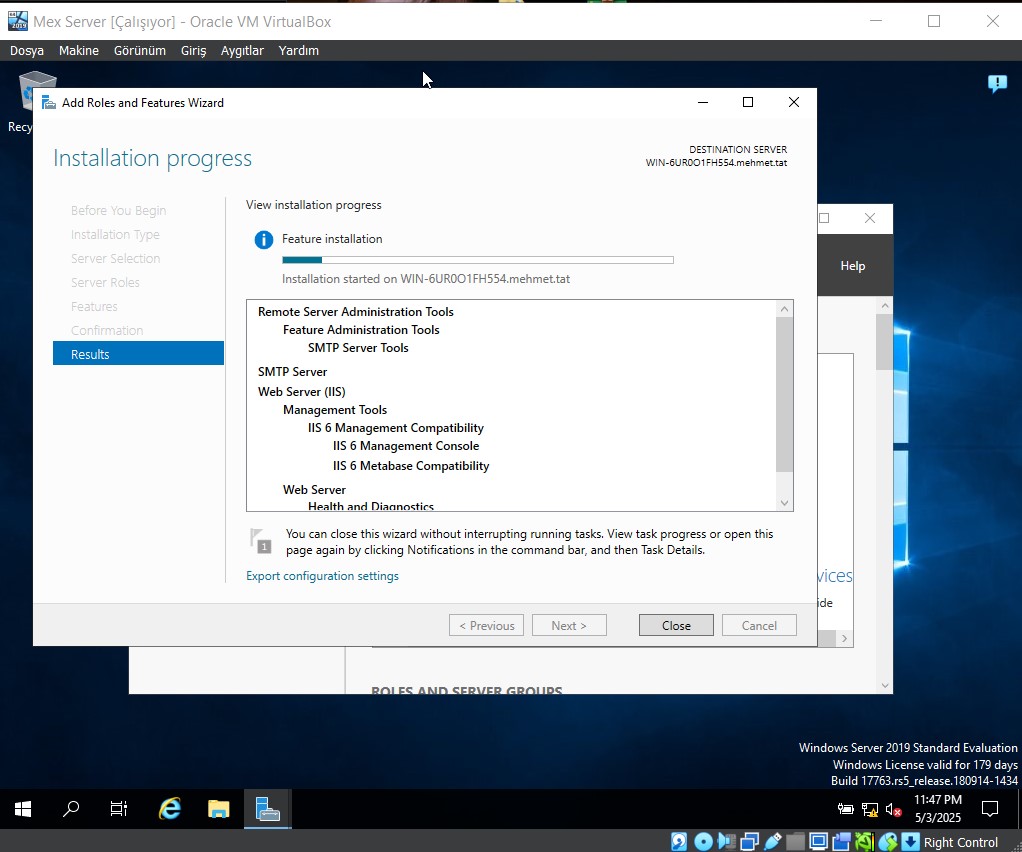 Mex Server [Çalışıyor] - Oracle VM VirtualBox
Dosya Makine Görünüm Giriş Aygıtlar Yardım
Recy
Add Roles and Features Wizard
Installation progress
DESTINATION SERVER
WIN-6UR0O1FH554.mehmet.tat
Before You Begin
Installation Type
Server Selection
Server Roles
Features
Confirmation
Results
View installation progress
Feature installation
Installation started on WIN-6UR0O1FH554.mehmet.tat
Remote Server Administration Tools
Feature Administration Tools
SMTP Server Tools
SMTP Server
Web Server (IIS)
Management Tools
IIS 6 Management Compatibility
IIS 6 Management Console
IIS 6 Metabase Compatibility
Web Server
Health and Diagnostics
1
You can close this wizard without interrupting running tasks. View task progress or open this
page again by clicking Notifications in the command bar, and then Task Details.
Export configuration settings
< Previous Next > Close Cancel
Help
vices
ide
ROLES AND SERVER GROUPS
Windows Server 2019 Standard Evaluation
Windows License valid for 179 days
Build 17763.rs5_release.180914-1434
11:47 PM
5/3/2025
Right Control